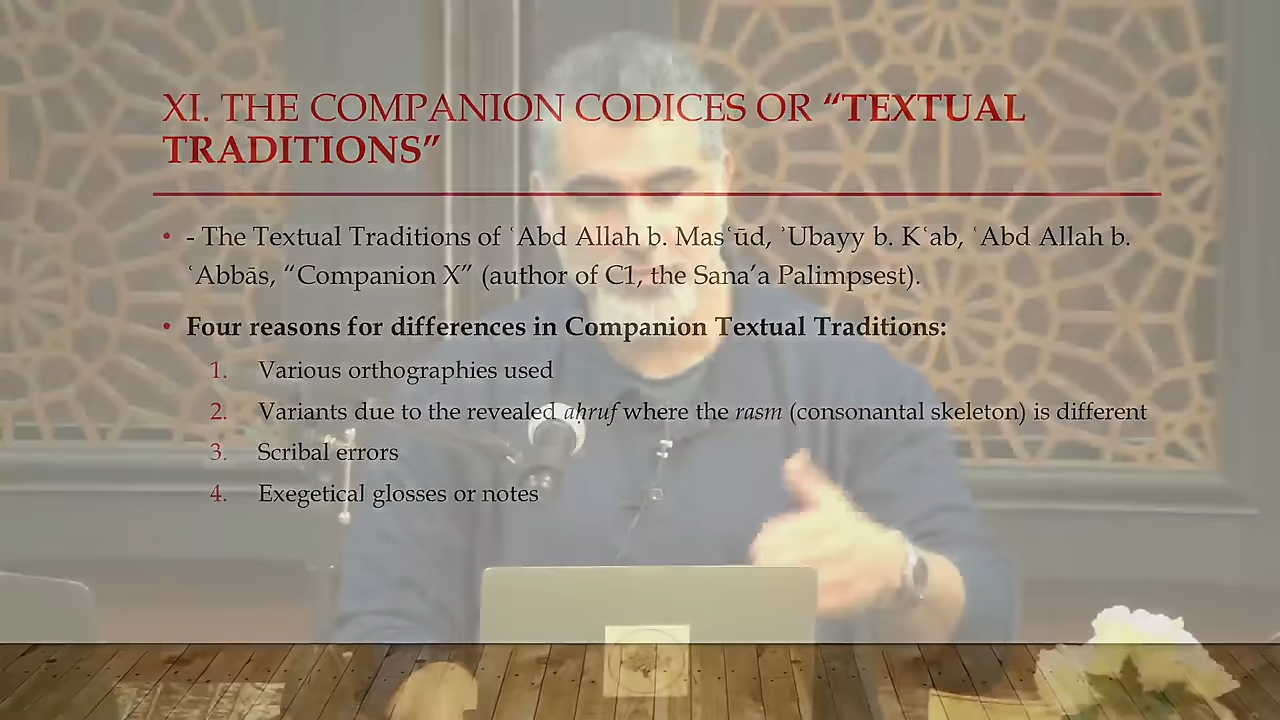 XI. THE COMPANION CODICES OR “TEXTUAL
TRADITIONS”
• - The Textual Traditions of ʿAbd Allah b. Masʿūd, ʾUbayy b. Kʿab, ʿAbd Allah b.
ʿAbbās, “Companion X” (author of C1, the Sana’a Palimpsest).
• Four reasons for differences in Companion Textual Traditions:
1. Various orthographies used
2. Variants due to the revealed aḥruf where the rasm (consonantal skeleton) is different
3. Scribal errors
4. Exegetical glosses or notes